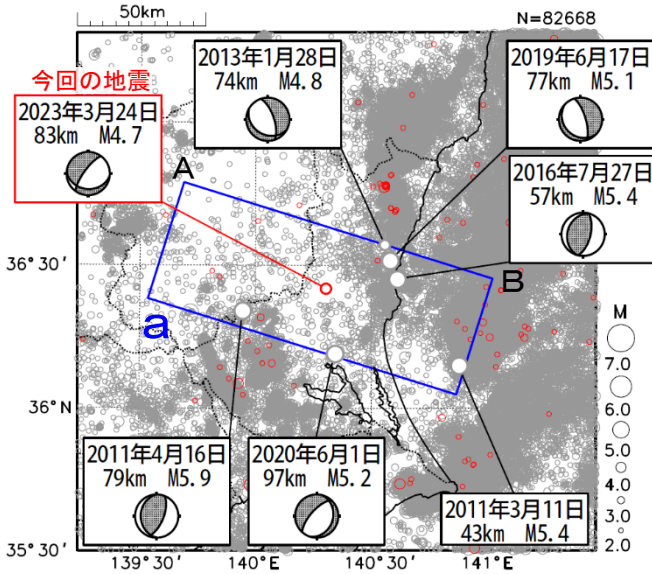 50km
N=82668
2013年1月28日
74km M4.8
2019年6月17日
77km M5.1
今回の地震
2023年3月24日
83km M4.7
2016年7月27日
57km M5.4
A
B
a
36°30′
36°N
35°30′
M
7.0
6.0
5.0
4.0
3.0
2.0
2011年4月16日
79km M5.9
2020年6月1日
97km M5.2
2011年3月11日
43km M5.4
139°30′
140°E
140°30′
141°E